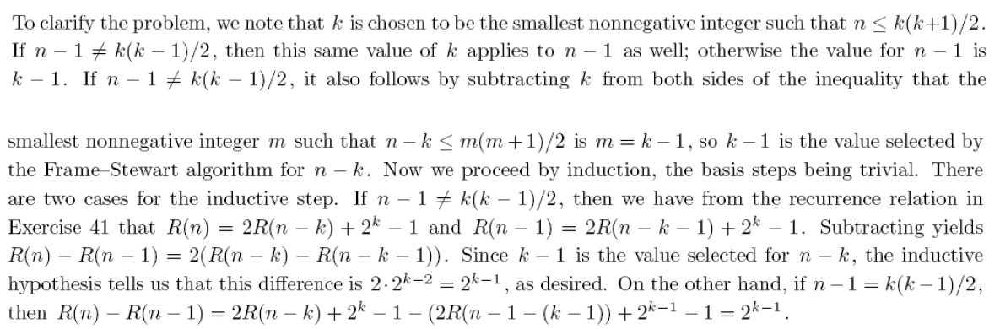 To clarify the problem, we note that k is chosen to be the smallest nonnegative integer such that n ≤ k(k+1)/2.
If n − 1 ≠ k(k − 1)/2, then this same value of k applies to n − 1 as well; otherwise the value for n − 1 is
k − 1. If n − 1 ≠ k(k − 1)/2, it also follows by subtracting k from both sides of the inequality that the
smallest nonnegative integer m such that n − k ≤ m(m + 1)/2 is m = k − 1, so k − 1 is the value selected by
the Frame–Stewart algorithm for n − k. Now we proceed by induction, the basis steps being trivial. There
are two cases for the inductive step. If n − 1 ≠ k(k − 1)/2, then we have from the recurrence relation in
Exercise 41 that R(n) = 2R(n − k) + 2^k − 1 and R(n − 1) = 2R(n − k − 1) + 2^k − 1. Subtracting yields
R(n) − R(n − 1) = 2(R(n − k) − R(n − k − 1)). Since k − 1 is the value selected for n − k, the inductive
hypothesis tells us that this difference is 2 · 2^{k−2} = 2^{k−1}, as desired. On the other hand, if n − 1 = k(k − 1)/2,
then R(n) − R(n − 1) = 2R(n − k) + 2^k − 1 − (2R(n − 1 − (k − 1)) + 2^{k−1} − 1 = 2^{k−1}.